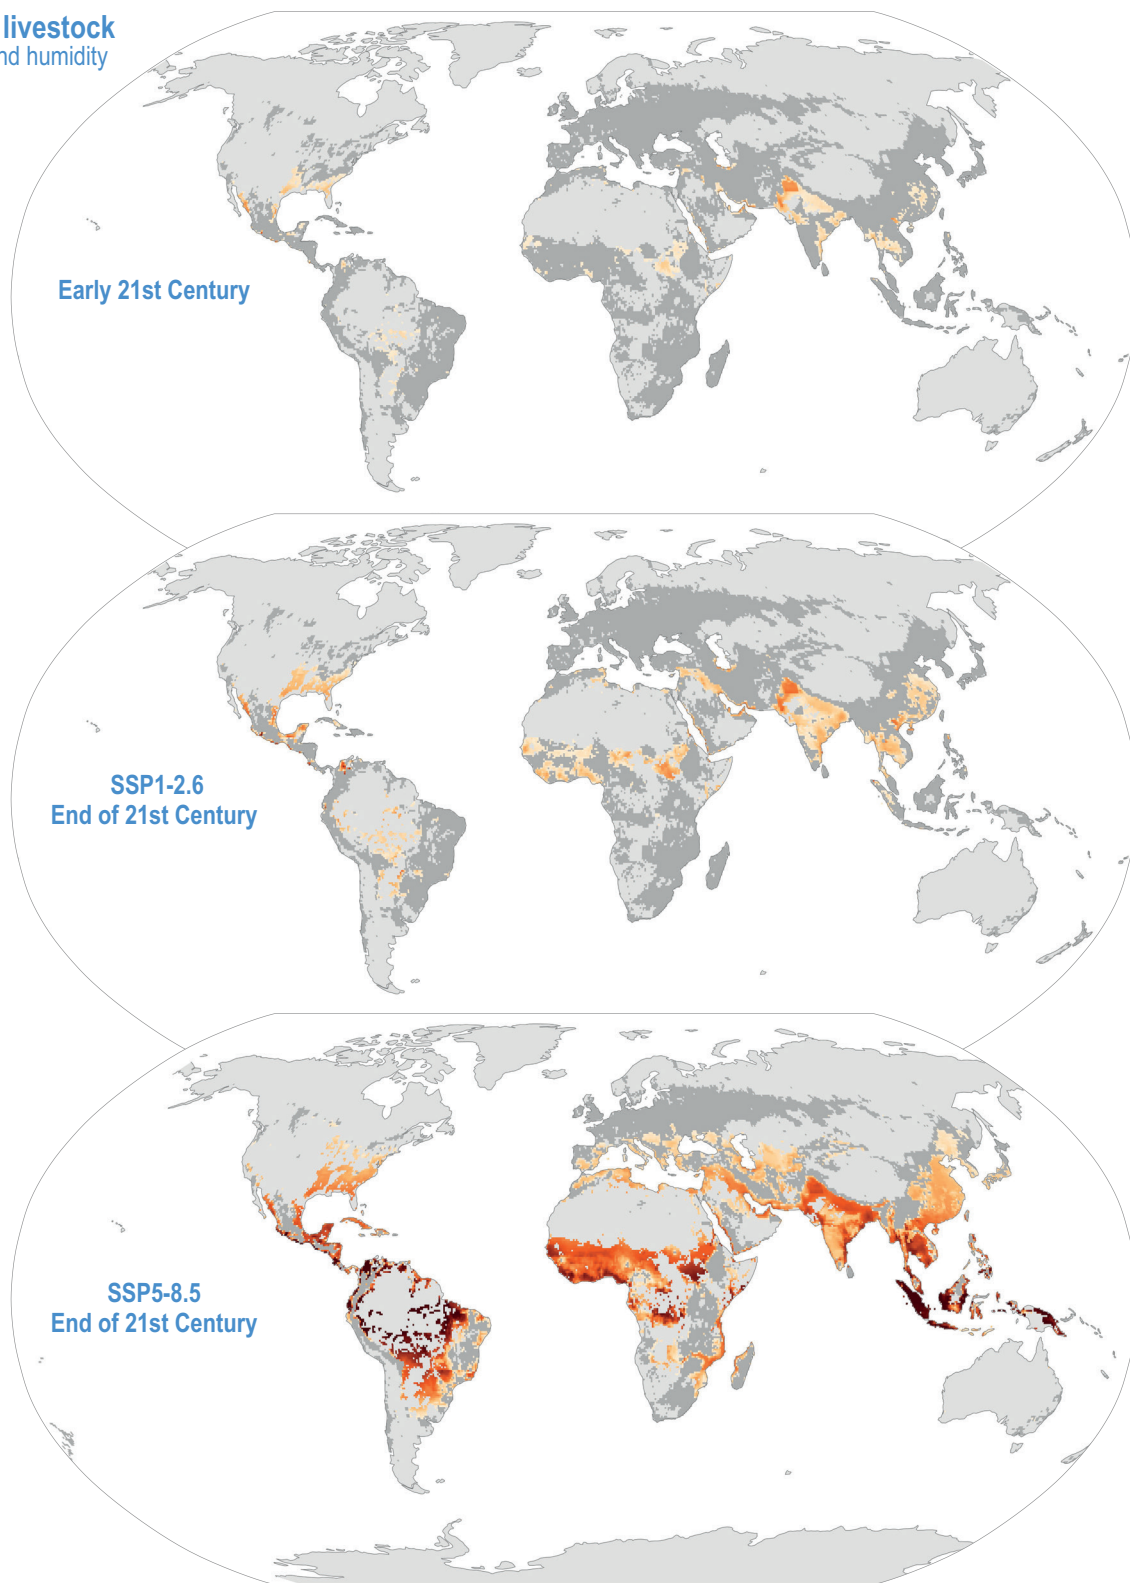 livestock
nd humidity
Early 21st Century
SSP1-2.6
End of 21st Century
SSP5-8.5
End of 21st Century